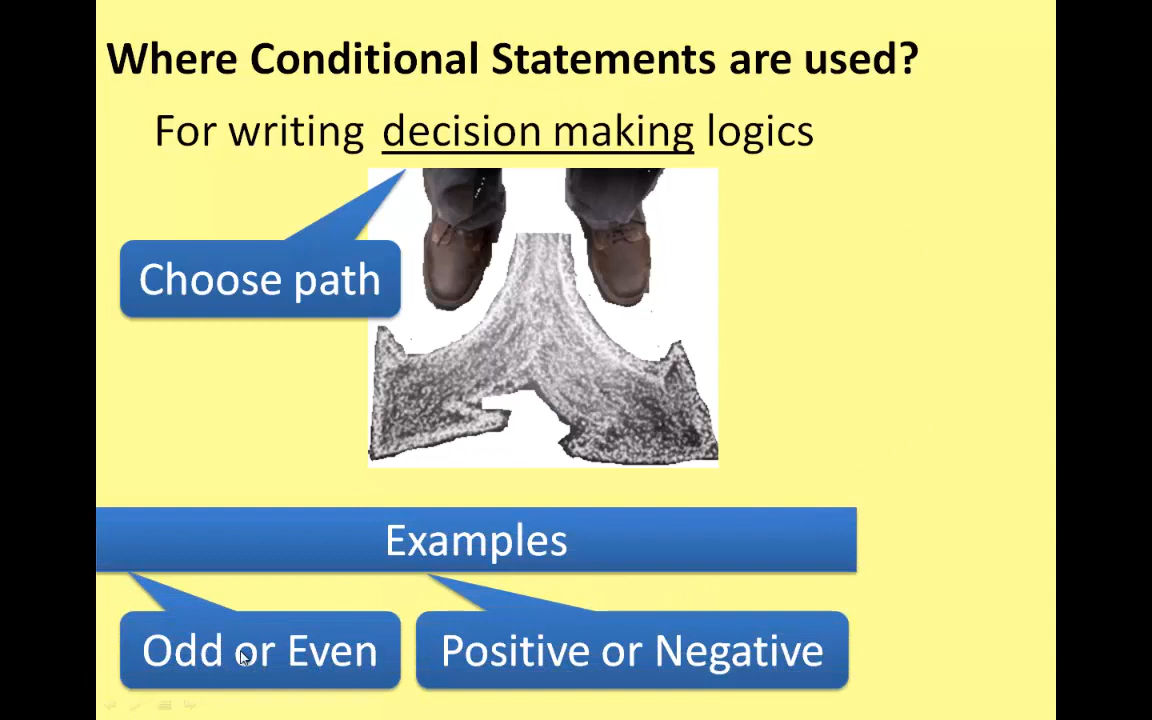 Where Conditional Statements are used?
For writing decision making logics
Choose path
Examples
Odd or Even
Positive or Negative